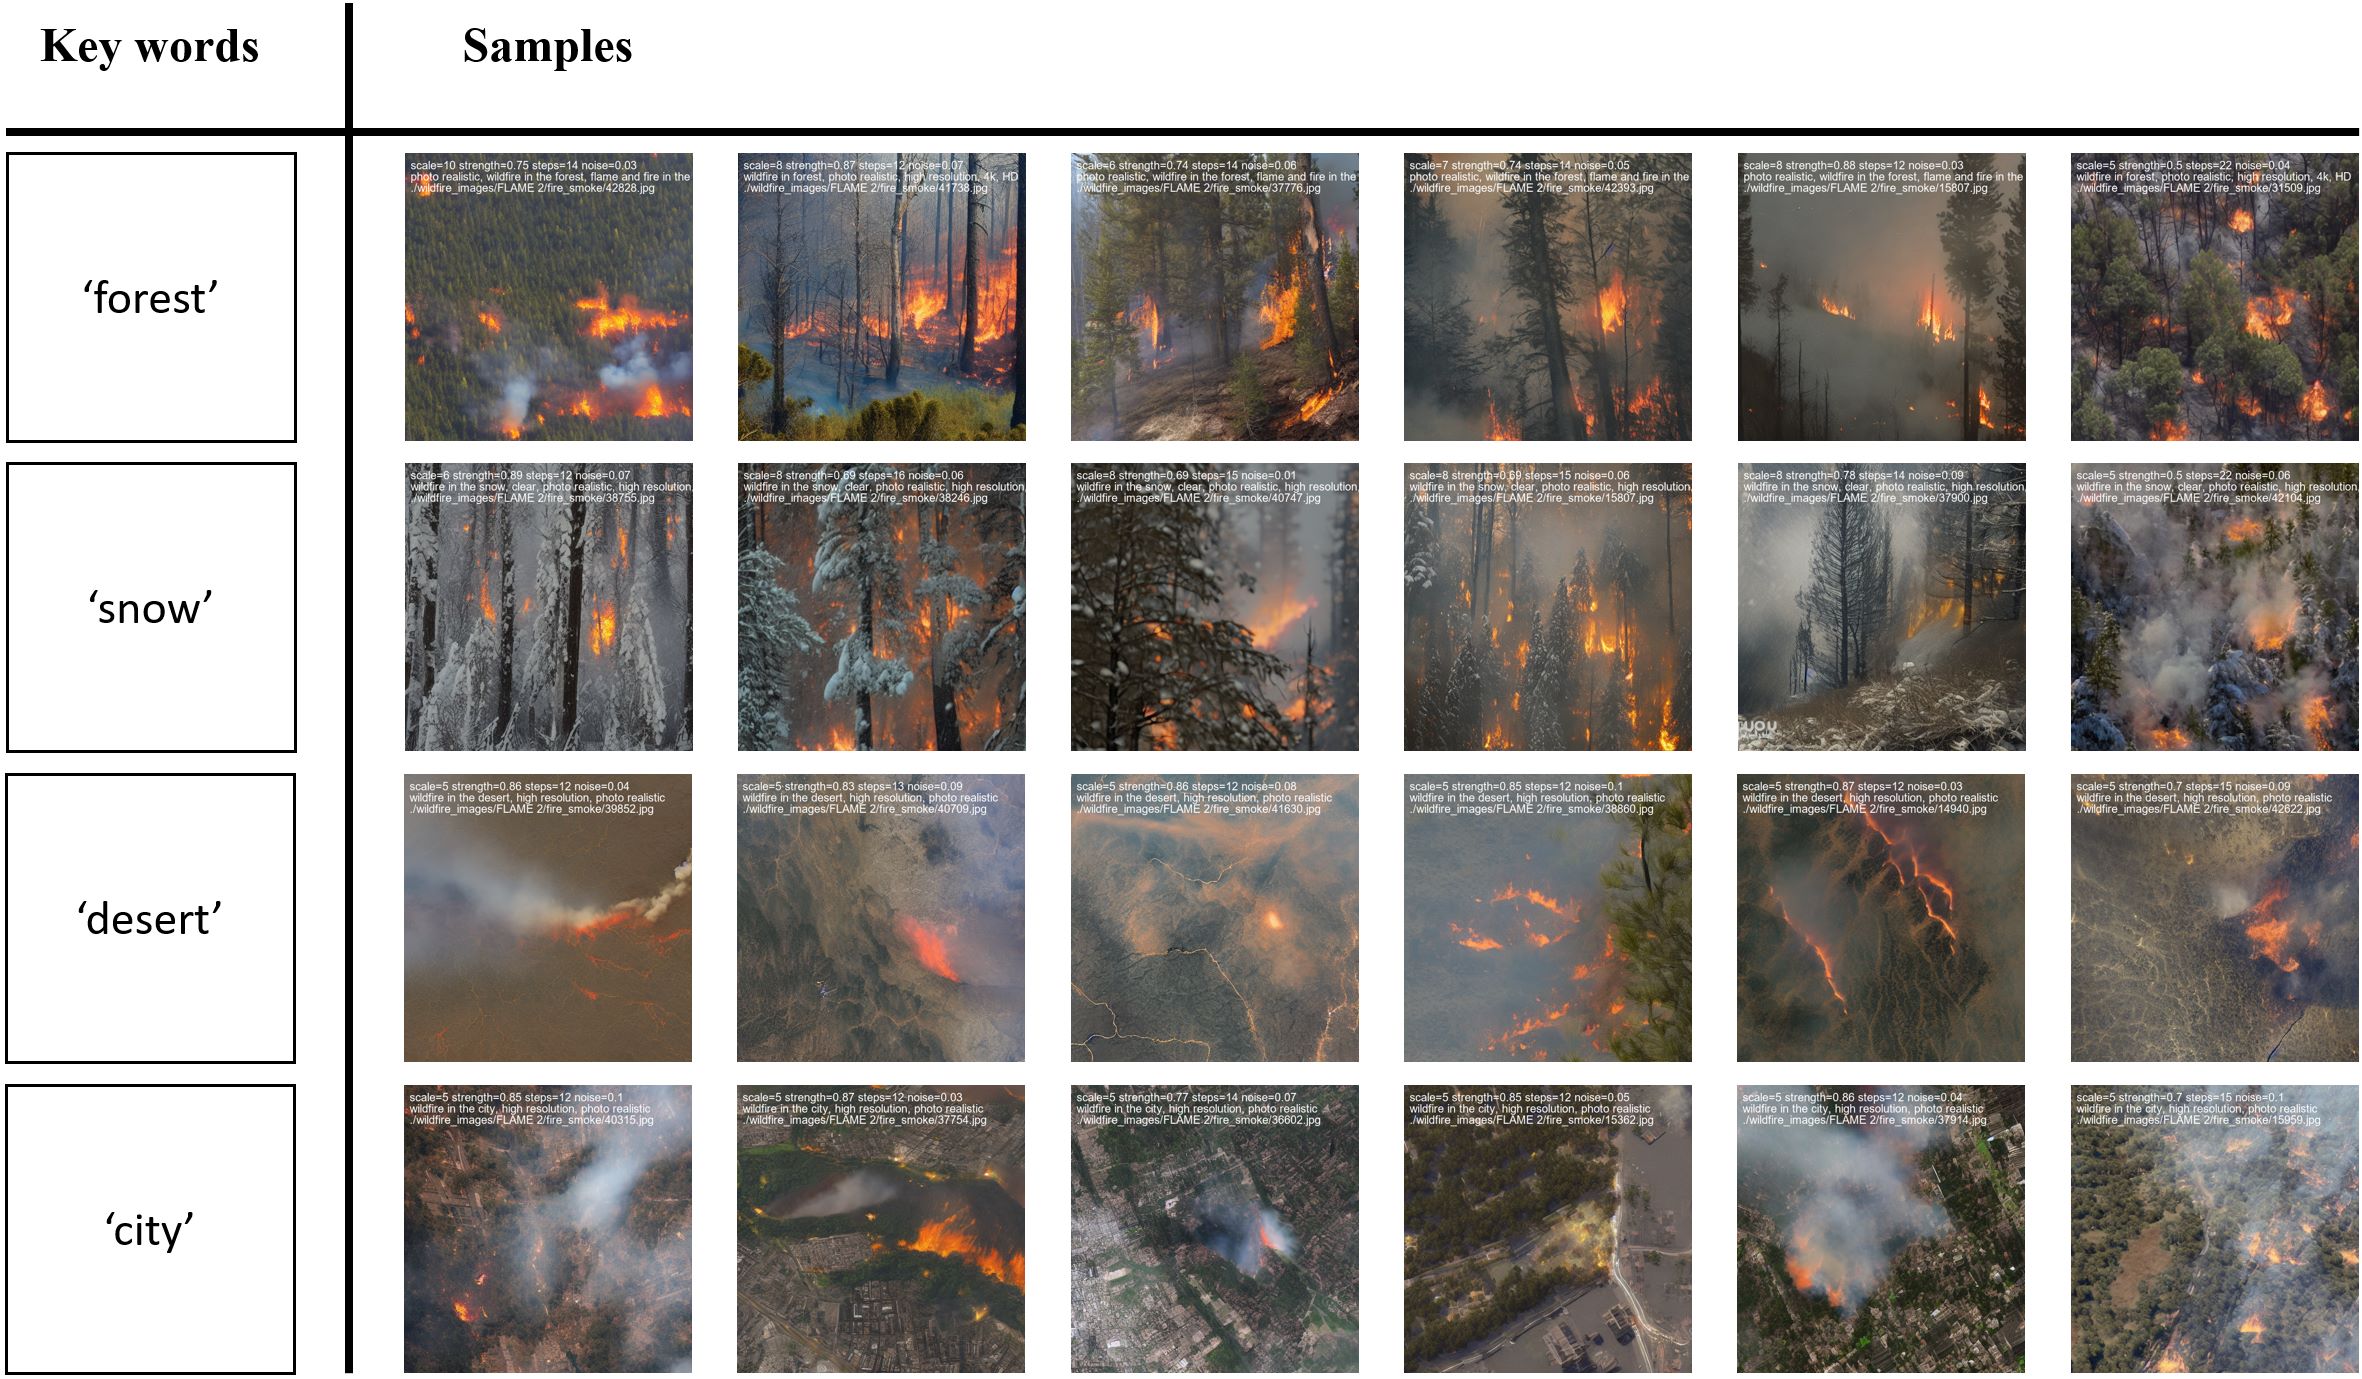 Key words
Samples
‘forest’
scale=10 strength=0.75 steps=14 noise=0.03
photo realistic, wildfire in the forest, flame and fire in the
./wildfire_images/FLAME 2/fire_smoke/42828.jpg
scale=8 strength=0.87 steps=12 noise=0.07
wildfire in forest, photo realistic, high resolution, 4k, HD
./wildfire_images/FLAME 2/fire_smoke/41738.jpg
scale=6 strength=0.74 steps=14 noise=0.06
photo realistic, wildfire in the forest, flame and fire in the
./wildfire_images/FLAME 2/fire_smoke/37776.jpg
scale=7 strength=0.74 steps=14 noise=0.05
photo realistic, wildfire in the forest, flame and fire in the
./wildfire_images/FLAME 2/fire_smoke/42393.jpg
scale=8 strength=0.88 steps=12 noise=0.03
photo realistic, wildfire in the forest, flame and fire in the
./wildfire_images/FLAME 2/fire_smoke/15807.jpg
scale=5 strength=0.5 steps=22 noise=0.04
wildfire in forest, photo realistic, high resolution, 4k, HD
./wildfire_images/FLAME 2/fire_smoke/31509.jpg
‘snow’
scale=6 strength=0.89 steps=12 noise=0.07
wildfire in the snow, clear, photo realistic, high resolution,
./wildfire_images/FLAME 2/fire_smoke/38755.jpg
scale=8 strength=0.69 steps=16 noise=0.06
wildfire in the snow, clear, photo realistic, high resolution,
./wildfire_images/FLAME 2/fire_smoke/38246.jpg
scale=8 strength=0.69 steps=15 noise=0.01
wildfire in the snow, clear, photo realistic, high resolution,
./wildfire_images/FLAME 2/fire_smoke/40747.jpg
scale=8 strength=0.69 steps=15 noise=0.06
wildfire in the snow, clear, photo realistic, high resolution,
./wildfire_images/FLAME 2/fire_smoke/15807.jpg
scale=8 strength=0.78 steps=14 noise=0.09
wildfire in the snow, clear, photo realistic, high resolution,
./wildfire_images/FLAME 2/fire_smoke/37900.jpg
scale=5 strength=0.5 steps=22 noise=0.06
wildfire in the snow, clear, photo realistic, high resolution,
./wildfire_images/FLAME 2/fire_smoke/42104.jpg
‘desert’
scale=5 strength=0.86 steps=12 noise=0.04
wildfire in the desert, high resolution, photo realistic
./wildfire_images/FLAME 2/fire_smoke/39852.jpg
scale=5 strength=0.83 steps=13 noise=0.09
wildfire in the desert, high resolution, photo realistic
./wildfire_images/FLAME 2/fire_smoke/40709.jpg
scale=5 strength=0.86 steps=12 noise=0.08
wildfire in the desert, high resolution, photo realistic
./wildfire_images/FLAME 2/fire_smoke/41630.jpg
scale=5 strength=0.85 steps=12 noise=0.1
wildfire in the desert, high resolution, photo realistic
./wildfire_images/FLAME 2/fire_smoke/38860.jpg
scale=5 strength=0.87 steps=12 noise=0.03
wildfire in the desert, high resolution, photo realistic
./wildfire_images/FLAME 2/fire_smoke/14940.jpg
scale=5 strength=0.7 steps=15 noise=0.09
wildfire in the desert, high resolution, photo realistic
./wildfire_images/FLAME 2/fire_smoke/42622.jpg
‘city’
scale=5 strength=0.85 steps=12 noise=0.1
wildfire in the city, high resolution, photo realistic
./wildfire_images/FLAME 2/fire_smoke/40315.jpg
scale=5 strength=0.87 steps=12 noise=0.03
wildfire in the city, high resolution, photo realistic
./wildfire_images/FLAME 2/fire_smoke/37754.jpg
scale=5 strength=0.77 steps=14 noise=0.07
wildfire in the city, high resolution, photo realistic
./wildfire_images/FLAME 2/fire_smoke/36602.jpg
scale=5 strength=0.85 steps=12 noise=0.05
wildfire in the city, high resolution, photo realistic
./wildfire_images/FLAME 2/fire_smoke/15362.jpg
scale=5 strength=0.86 steps=12 noise=0.04
wildfire in the city, high resolution, photo realistic
./wildfire_images/FLAME 2/fire_smoke/37914.jpg
scale=5 strength=0.7 steps=15 noise=0.1
wildfire in the city, high resolution, photo realistic
./wildfire_images/FLAME 2/fire_smoke/15959.jpg